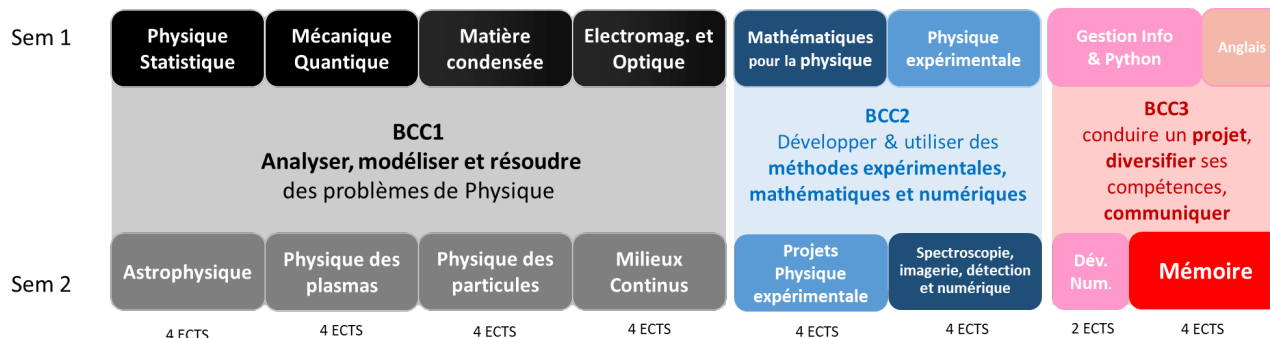 Sem 1
Physique
Statistique
Mécanique
Quantique
Matière
condensée
Electromag. et
Optique
Mathématiques
pour la physique
Physique
expérimentale
Gestion Info
& Python
Anglais
BCC1
Analyser, modéliser et résoudre
des problèmes de Physique
BCC2
Développer & utiliser des
méthodes expérimentales,
mathématiques et numériques
BCC3
conduire un projet,
diversifier ses
compétences,
communiquer
Sem 2
Astrophysique
Physique des
plasmas
Physique des
particules
Milieux
Continus
Projets
Physique
expérimentale
Spectroscopie,
imagerie, détection
et numérique
Dév.
Num.
Mémoire
4 ECTS
4 ECTS
4 ECTS
4 ECTS
4 ECTS
4 ECTS
2 ECTS
4 ECTS